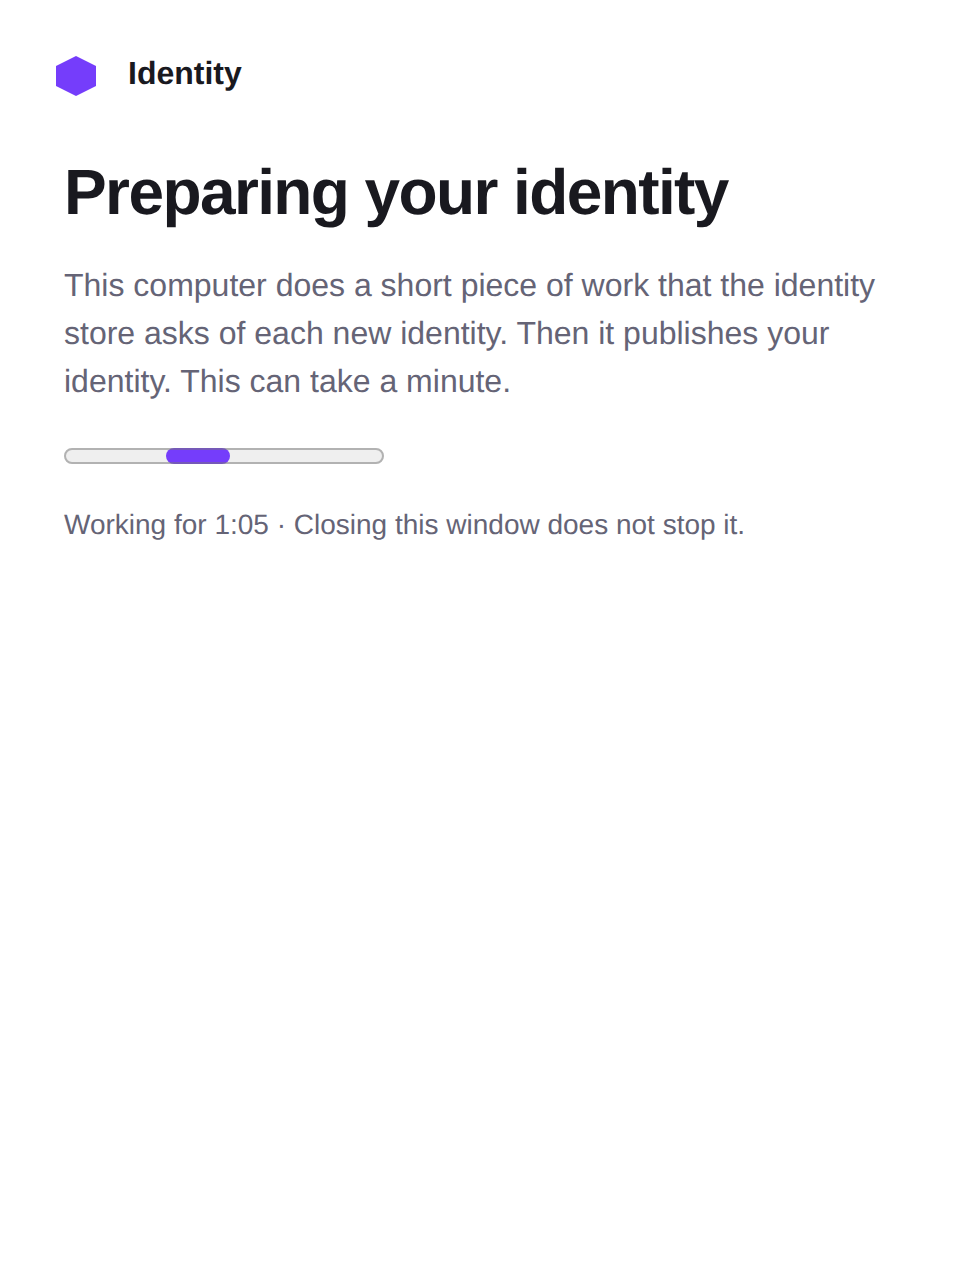 Identity
Preparing your identity
This computer does a short piece of work that the identity
store asks of each new identity. Then it publishes your
identity. This can take a minute.
Working for 1:05 · Closing this window does not stop it.